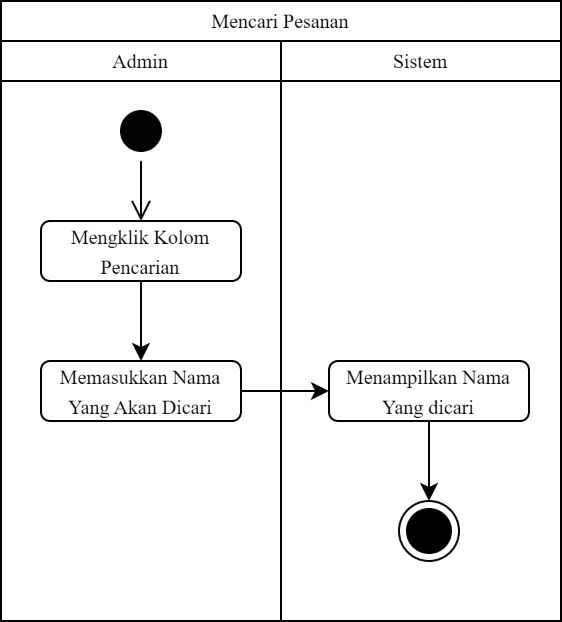 Mencari Pesanan
Admin
Sistem
Mengklik Kolom
Pencarian
Memasukkan Nama
Yang Akan Dicari
Menampilkan Nama
Yang dicari